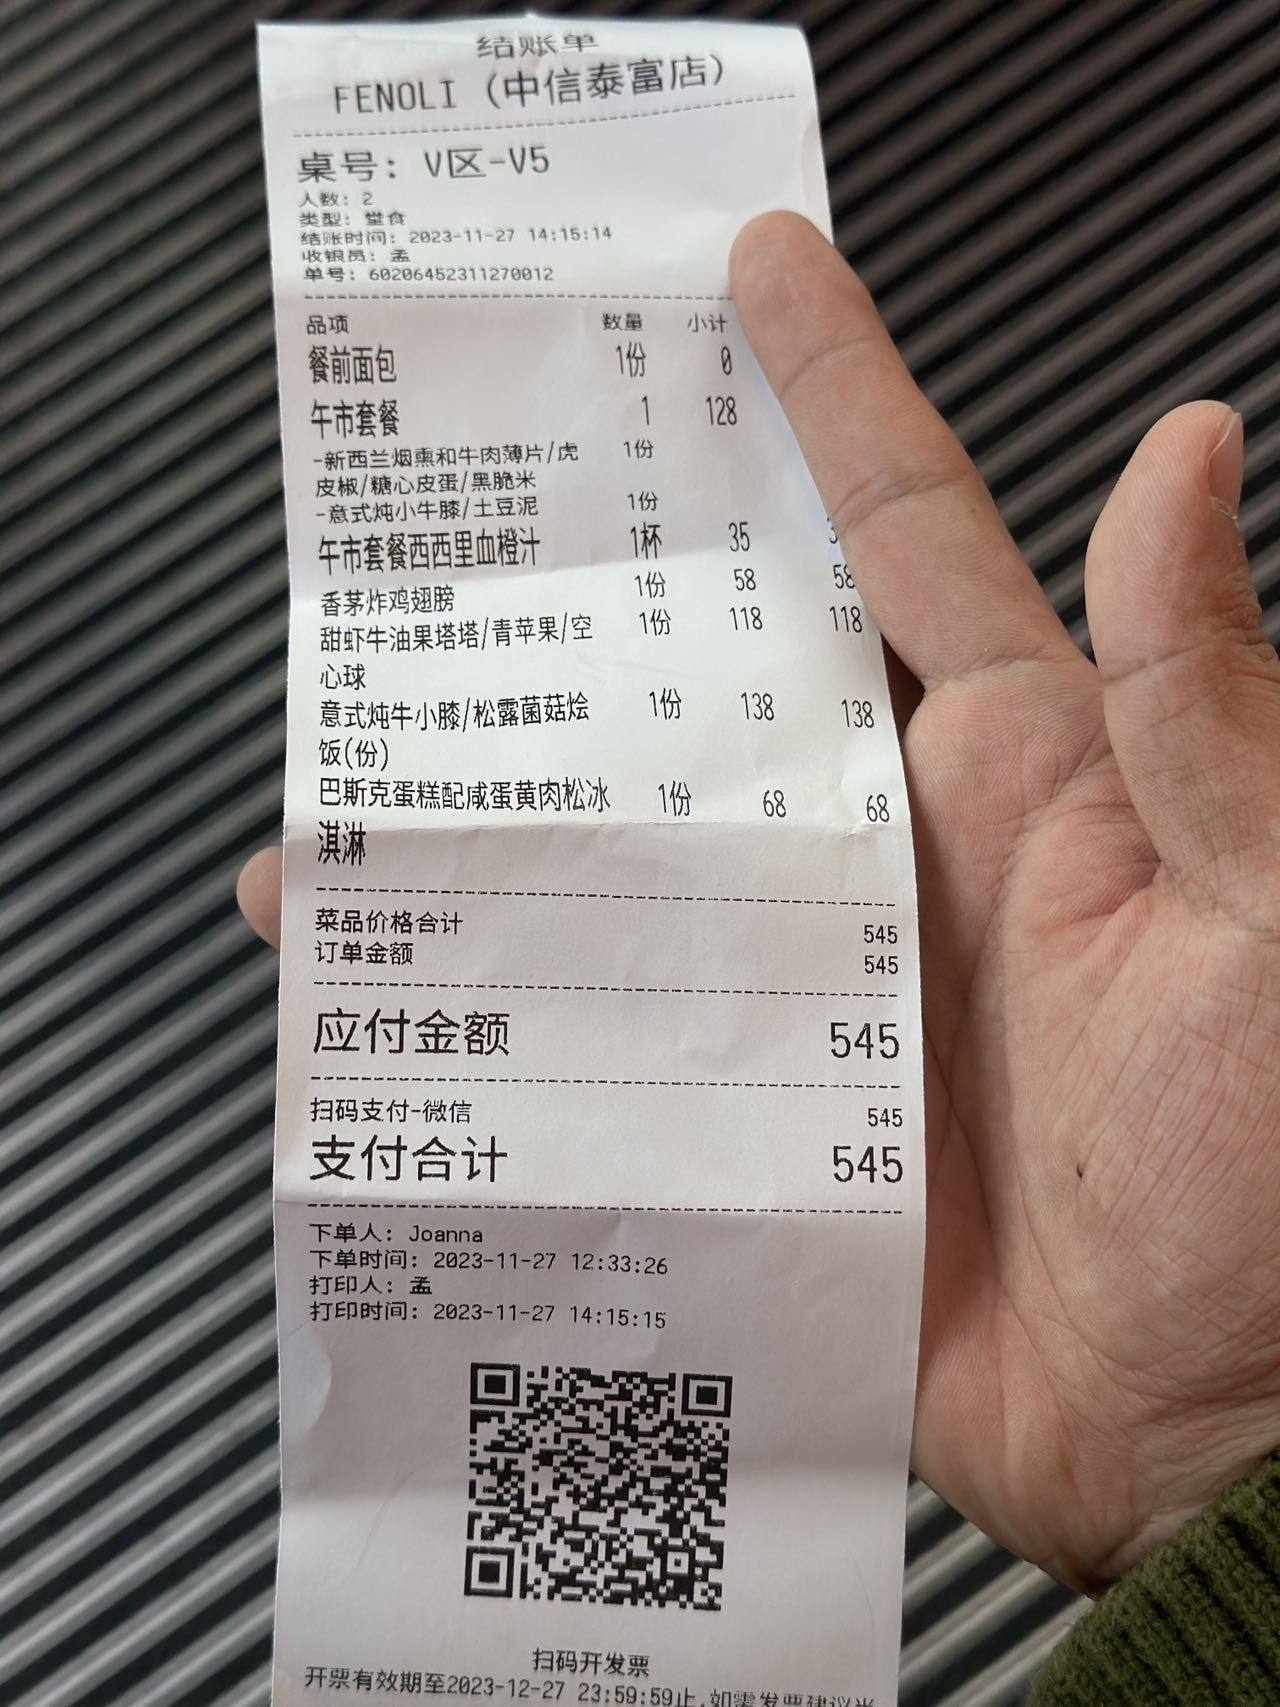 结账单
FENOLI (中信泰富店)
桌号: V区-V5
人数: 2
类型: 堂食
结账时间: 2023-11-27 14:15:14
收银员: 孟
单号: 60206452311270012
品项 数量 小计
餐前面包 1份 0
午市套餐 1 128
-新西兰烟熏和牛肉薄片/虎 1份
皮椒/糖心皮蛋/黑脆米
-意式炖小牛膝/土豆泥 1份
午市套餐西西里血橙汁 1杯 35
香茅炸鸡翅膀 1份 58 58
甜虾牛油果塔塔/青苹果/空 1份 118 118
心球
意式炖牛小膝/松露菌菇烩 1份 138 138
饭(份)
巴斯克蛋糕配咸蛋黄肉松冰 1份 68 68
淇淋
菜品价格合计 545
订单金额 545
应付金额 545
扫码支付-微信 545
支付合计 545
下单人: Joanna
下单时间: 2023-11-27 12:33:26
打印人: 孟
打印时间: 2023-11-27 14:15:15
扫码开发票
开票有效期至2023-12-27 23:59:59止,如需发票建议